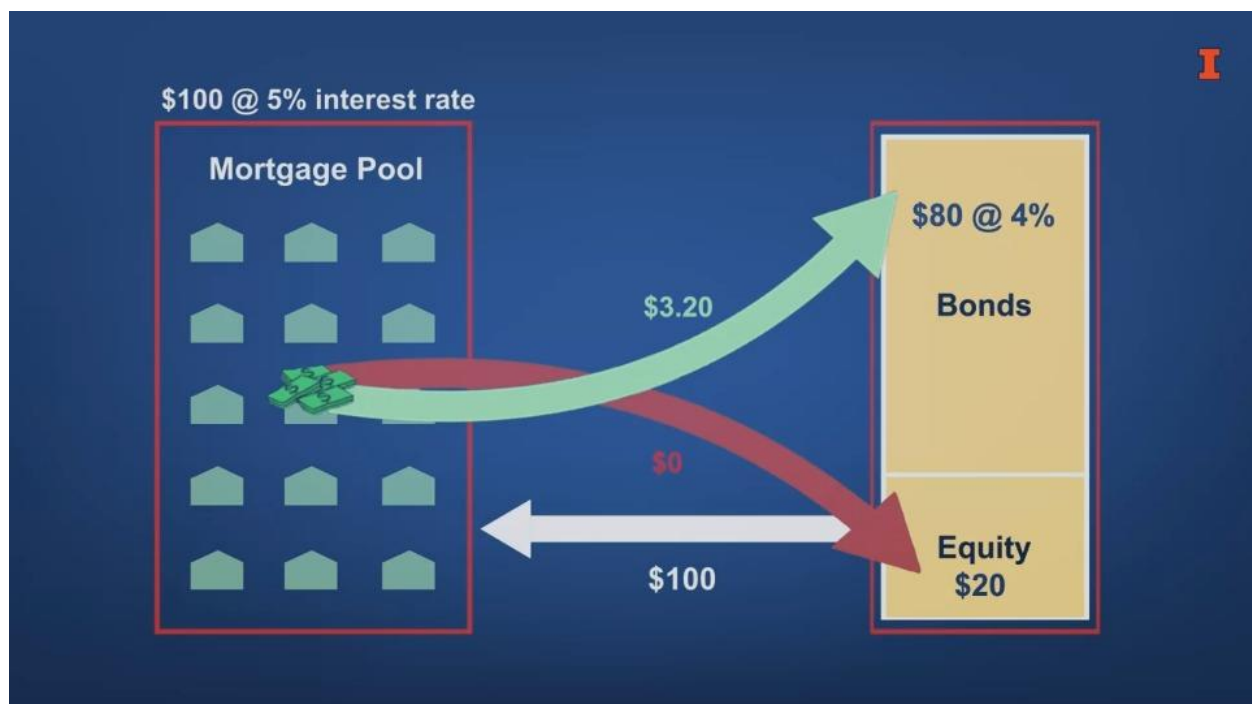 $100 @ 5% interest rate
Mortgage Pool
$80 @ 4%
Bonds
$3.20
$0
$100
Equity
$20
I